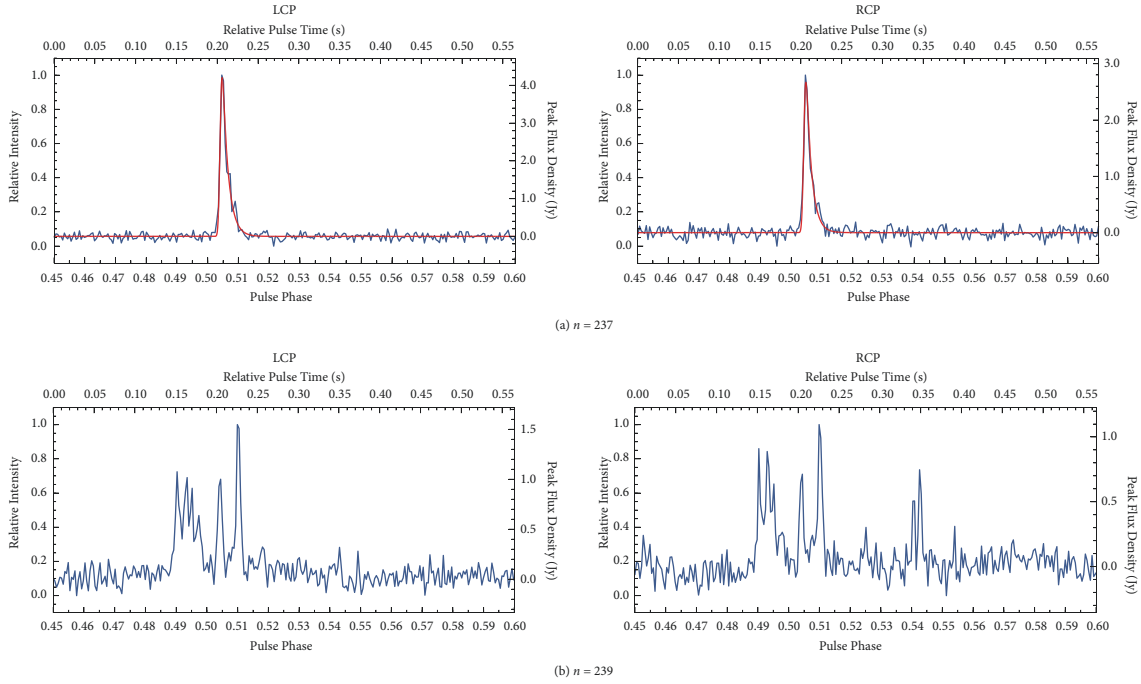 LCP
Relative Pulse Time (s)
0.00 0.05 0.10 0.15 0.20 0.25 0.30 0.35 0.40 0.45 0.50 0.55
1.0
0.8
0.6
0.4
0.2
0.0
Relative Intensity
4.0
3.0
2.0
1.0
0.0
Peak Flux Density (Jy)
0.45 0.46 0.47 0.48 0.49 0.50 0.51 0.52 0.53 0.54 0.55 0.56 0.57 0.58 0.59 0.60
Pulse Phase
RCP
Relative Pulse Time (s)
0.00 0.05 0.10 0.15 0.20 0.25 0.30 0.35 0.40 0.45 0.50 0.55
1.0
0.8
0.6
0.4
0.2
0.0
Relative Intensity
3.0
2.0
1.0
0.0
Peak Flux Density (Jy)
0.45 0.46 0.47 0.48 0.49 0.50 0.51 0.52 0.53 0.54 0.55 0.56 0.57 0.58 0.59 0.60
Pulse Phase
(a) n = 237
LCP
Relative Pulse Time (s)
0.00 0.05 0.10 0.15 0.20 0.25 0.30 0.35 0.40 0.45 0.50 0.55
1.0
0.8
0.6
0.4
0.2
0.0
Relative Intensity
1.5
1.0
0.5
0.0
Peak Flux Density (Jy)
0.45 0.46 0.47 0.48 0.49 0.50 0.51 0.52 0.53 0.54 0.55 0.56 0.57 0.58 0.59 0.60
Pulse Phase
RCP
Relative Pulse Time (s)
0.00 0.05 0.10 0.15 0.20 0.25 0.30 0.35 0.40 0.45 0.50 0.55
1.0
0.8
0.6
0.4
0.2
0.0
Relative Intensity
1.0
0.5
0.0
Peak Flux Density (Jy)
0.45 0.46 0.47 0.48 0.49 0.50 0.51 0.52 0.53 0.54 0.55 0.56 0.57 0.58 0.59 0.60
Pulse Phase
(b) n = 239